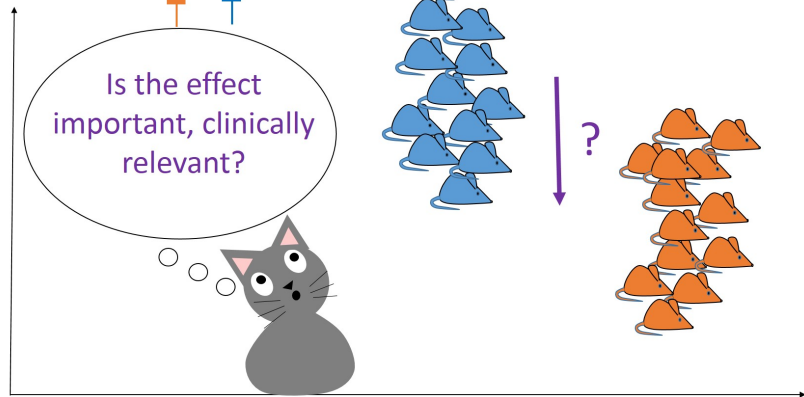 Is the effect
important, clinically
relevant?
?